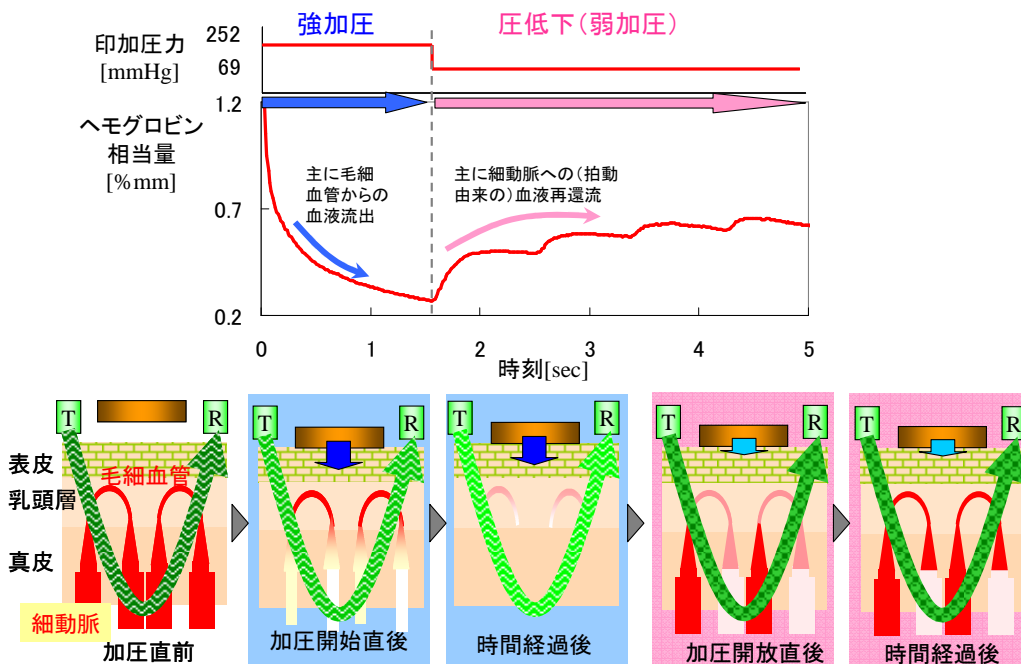 強加圧
圧低下(弱加圧)
印加圧力
[mmHg]
252
69
ヘモグロビン
相当量
[%mm]
1.2
0.7
0.2
主に毛細
血管からの
血液流出
主に細動脈への(拍動
由来の)血液再還流
0
1
2
3
4
5
時刻[sec]
T
R
T
R
T
R
T
R
T
R
表皮
乳頭層
真皮
毛細血管
細動脈
加圧直前
加圧開始直後
時間経過後
加圧開放直後
時間経過後